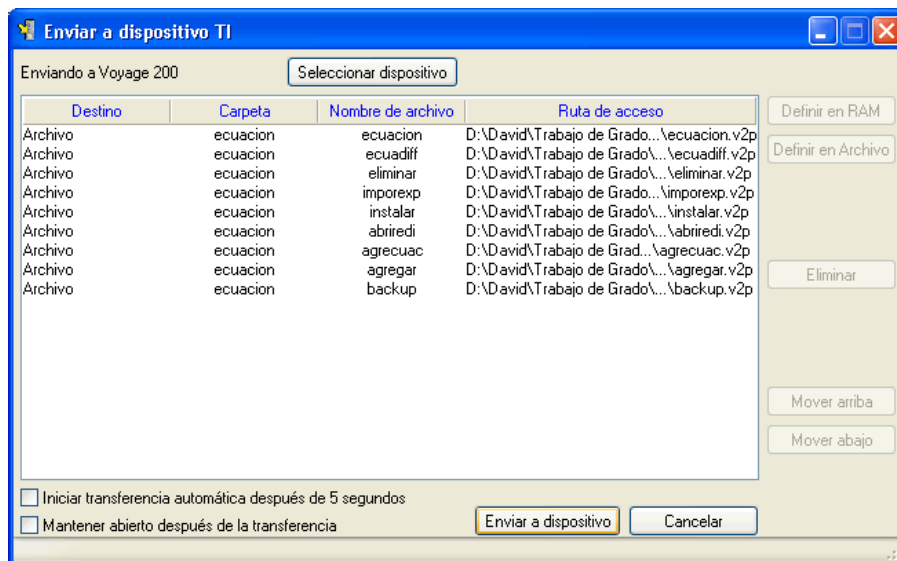 Enviar a dispositivo TI
Enviando a Voyage 200 Seleccionar dispositivo
Destino Carpeta Nombre de archivo Ruta de acceso
Archivo ecuacion ecuacion D:\David\Trabajo de Grado...\ecuacion.v2p
Archivo ecuacion ecuadiff D:\David\Trabajo de Grado\...\ecuadiff.v2p
Archivo ecuacion eliminar D:\David\Trabajo de Grado\...\eliminar.v2p
Archivo ecuacion imporexp D:\David\Trabajo de Grado...\imporexp.v2p
Archivo ecuacion instalar D:\David\Trabajo de Grado\...\instalar.v2p
Archivo ecuacion abriredi D:\David\Trabajo de Grado\...\abriredi.v2p
Archivo ecuacion agrecuac D:\David\Trabajo de Grad...\agrecuac.v2p
Archivo ecuacion agregar D:\David\Trabajo de Grado\...\agregar.v2p
Archivo ecuacion backup D:\David\Trabajo de Grado\...\backup.v2p
Definir en RAM
Definir en Archivo
Eliminar
Mover arriba
Mover abajo
Iniciar transferencia automática después de 5 segundos
Mantener abierto después de la transferencia
Enviar a dispositivo Cancelar